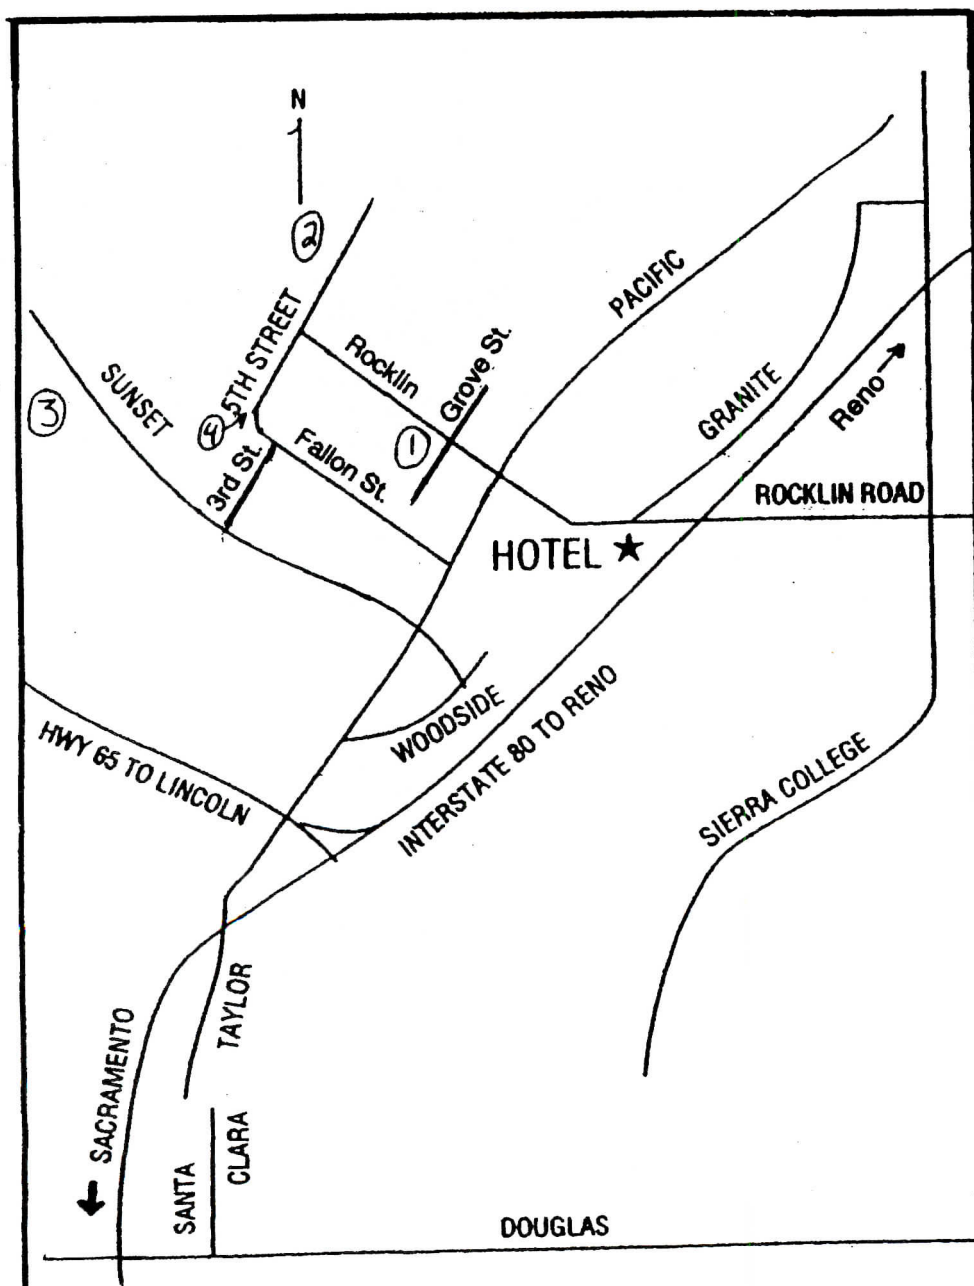 N
2
PACIFIC
5TH STREET
Rocklin
Grove St.
SUNSET
3
4
1
Fallon St.
3rd St.
GRANITE
Reno
ROCKLIN ROAD
HOTEL
WOODSIDE
HWY 65 TO LINCOLN
INTERSTATE 80 TO RENO
SIERRA COLLEGE
TAYLOR
SACRAMENTO
SANTA
CLARA
DOUGLAS